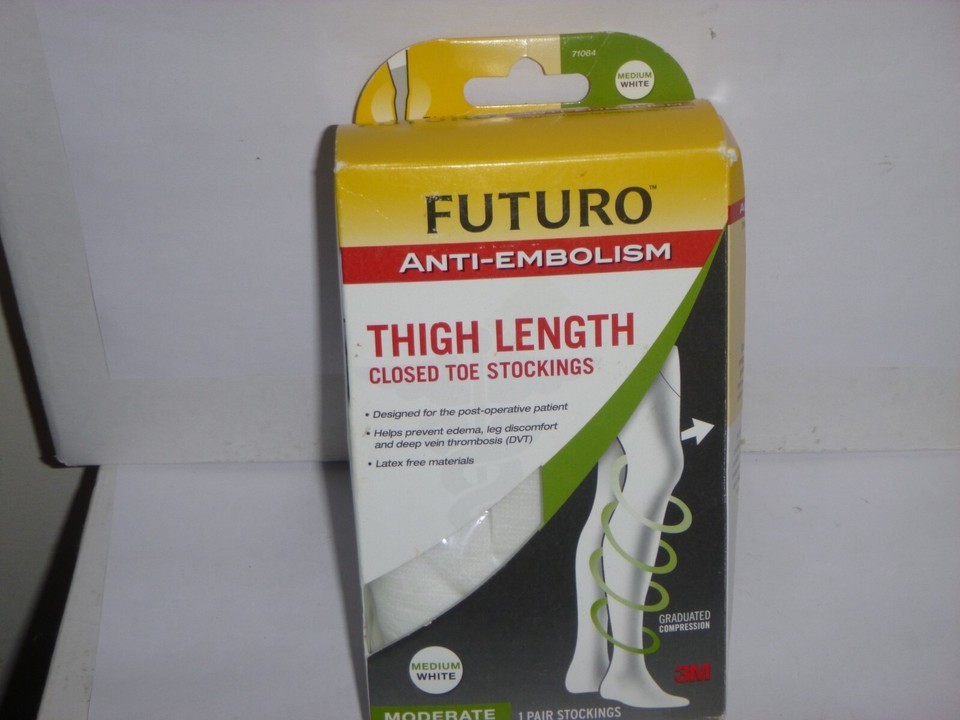 71064
MEDIUM
WHITE
FUTURO™
ANTI-EMBOLISM
THIGH LENGTH
CLOSED TOE STOCKINGS
• Designed for the post-operative patient
• Helps prevent edema, leg discomfort
and deep vein thrombosis (DVT)
• Latex free materials
GRADUATED
COMPRESSION
3M
MEDIUM
WHITE
MODERATE
1 PAIR STOCKINGS